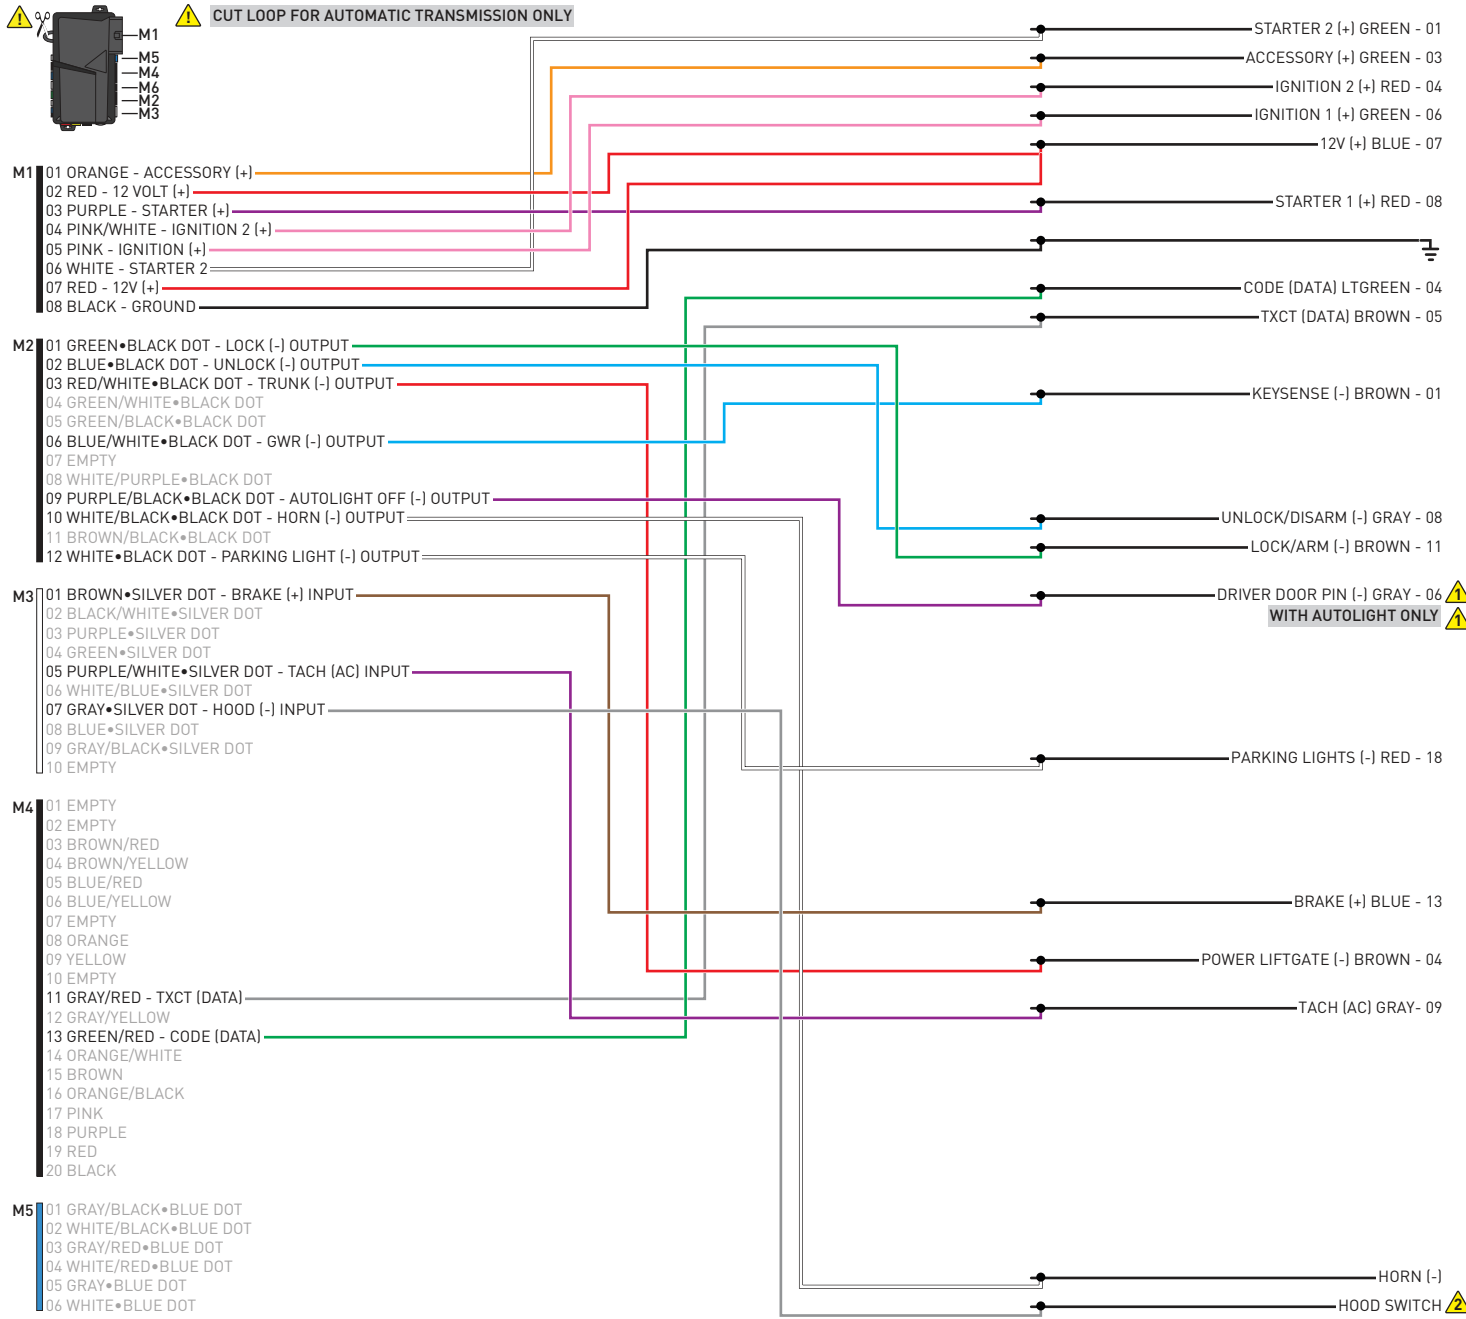 CUT LOOP FOR AUTOMATIC TRANSMISSION ONLY
M1
M5
M4
M6
M2
M3
M1
01 ORANGE - ACCESSORY (+)
02 RED - 12 VOLT (+)
03 PURPLE - STARTER (+)
04 PINK/WHITE - IGNITION 2 (+)
05 PINK - IGNITION (+)
06 WHITE - STARTER 2
07 RED - 12V (+)
08 BLACK - GROUND
M2
01 GREEN•BLACK DOT - LOCK (-) OUTPUT
02 BLUE•BLACK DOT - UNLOCK (-) OUTPUT
03 RED/WHITE•BLACK DOT - TRUNK (-) OUTPUT
04 GREEN/WHITE•BLACK DOT
05 GREEN/BLACK•BLACK DOT
06 BLUE/WHITE•BLACK DOT - GWR (-) OUTPUT
07 EMPTY
08 WHITE/PURPLE•BLACK DOT
09 PURPLE/BLACK•BLACK DOT - AUTOLIGHT OFF (-) OUTPUT
10 WHITE/BLACK•BLACK DOT - HORN (-) OUTPUT
11 BROWN/BLACK•BLACK DOT
12 WHITE•BLACK DOT - PARKING LIGHT (-) OUTPUT
M3
01 BROWN•SILVER DOT - BRAKE (+) INPUT
02 BLACK/WHITE•SILVER DOT
03 PURPLE•SILVER DOT
04 GREEN•SILVER DOT
05 PURPLE/WHITE•SILVER DOT - TACH (AC) INPUT
06 WHITE/BLUE•SILVER DOT
07 GRAY•SILVER DOT - HOOD (-) INPUT
08 BLUE•SILVER DOT
09 GRAY/BLACK•SILVER DOT
10 EMPTY
M4
01 EMPTY
02 EMPTY
03 BROWN/RED
04 BROWN/YELLOW
05 BLUE/RED
06 BLUE/YELLOW
07 EMPTY
08 ORANGE
09 YELLOW
10 EMPTY
11 GRAY/RED - TXCT (DATA)
12 GRAY/YELLOW
13 GREEN/RED - CODE (DATA)
14 ORANGE/WHITE
15 BROWN
16 ORANGE/BLACK
17 PINK
18 PURPLE
19 RED
20 BLACK
M5
01 GRAY/BLACK•BLUE DOT
02 WHITE/BLACK•BLUE DOT
03 GRAY/RED•BLUE DOT
04 WHITE/RED•BLUE DOT
05 GRAY•BLUE DOT
06 WHITE•BLUE DOT
STARTER 2 (+) GREEN - 01
ACCESSORY (+) GREEN - 03
IGNITION 2 (+) RED - 04
IGNITION 1 (+) GREEN - 06
12V (+) BLUE - 07
STARTER 1 (+) RED - 08
CODE (DATA) LTGREEN - 04
TXCT (DATA) BROWN - 05
KEYSENSE (-) BROWN - 01
UNLOCK/DISARM (-) GRAY - 08
LOCK/ARM (-) BROWN - 11
DRIVER DOOR PIN (-) GRAY - 06 1
WITH AUTOLIGHT ONLY 1
PARKING LIGHTS (-) RED - 18
BRAKE (+) BLUE - 13
POWER LIFTGATE (-) BROWN - 04
TACH (AC) GRAY- 09
HORN (-)
HOOD SWITCH 2